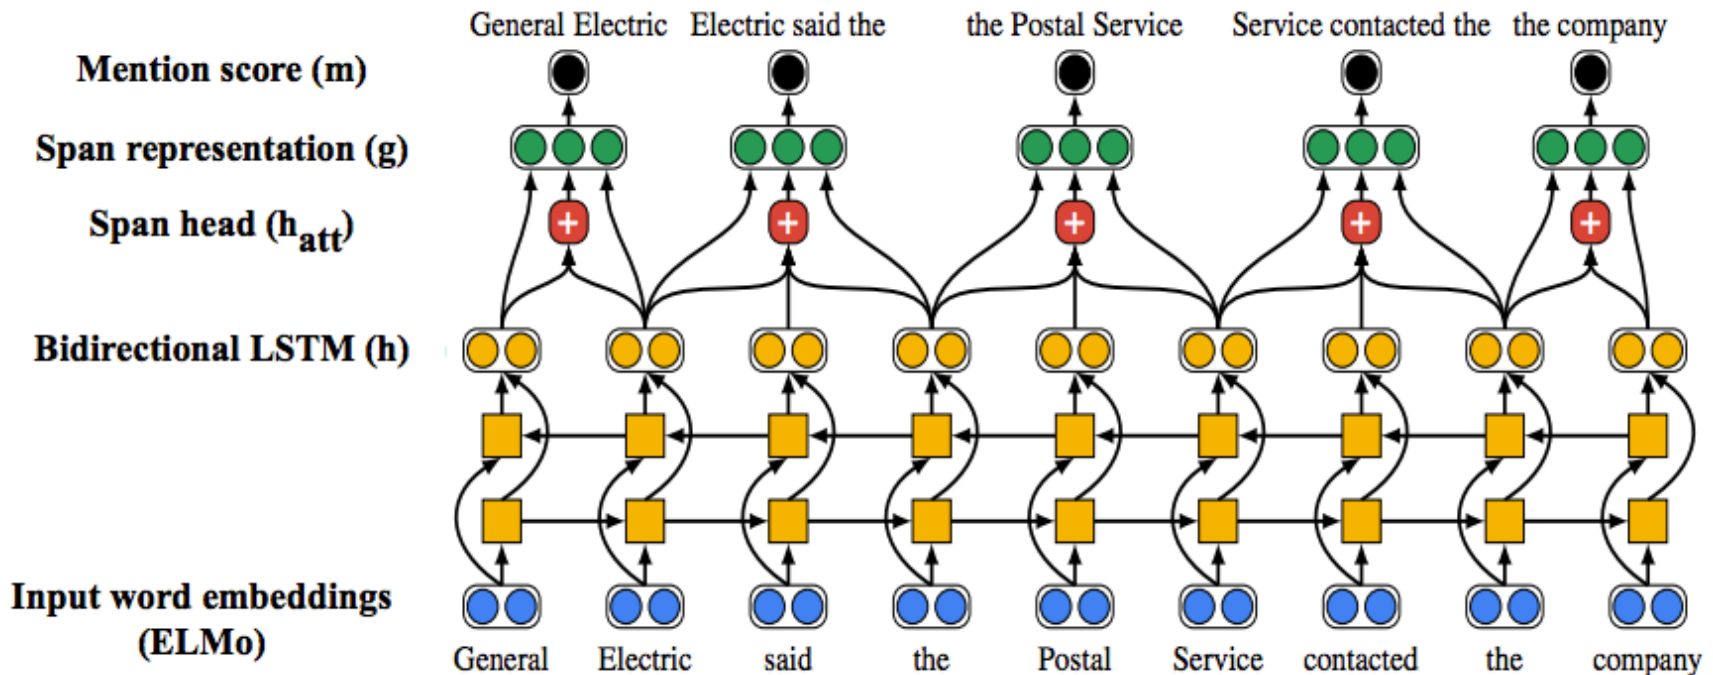 General Electric Electric said the the Postal Service Service contacted the the company
Mention score (m)
Span representation (g)
+ + + + +
Span head (h_att)
Bidirectional LSTM (h)
Input word embeddings
(ELMo)
General Electric said the Postal Service contacted the company